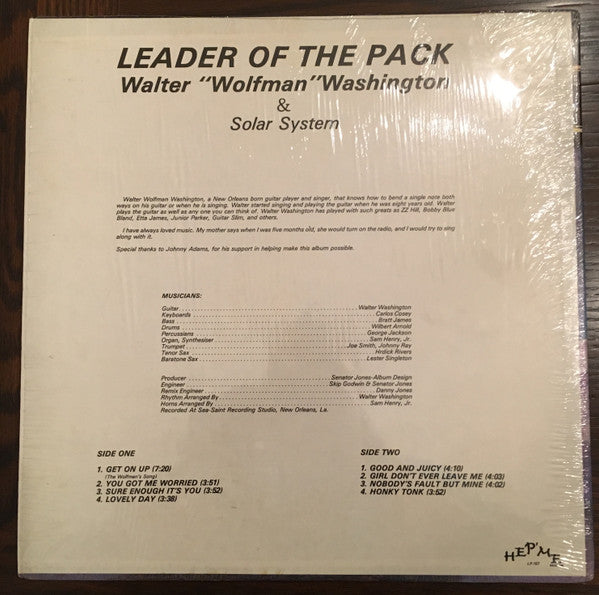 LEADER OF THE PACK
Walter "Wolfman" Washington
&
Solar System
Walter Wolfman Washington, a New Orleans born guitar player and singer, that knows how to bend a single note both
ways on his guitar or when he is singing. Walter started singing and playing the guitar when he was eight years old. Walter
plays the guitar as well as any one you can think of. Walter Washington has played with such greats as ZZ Hill, Bobby Blue
Bland, Etta James, Junior Parker, Guitar Slim, and others.
I have always loved music. My mother says when I was five months old, she would turn on the radio, and I would try to sing
along with it.
Special thanks to Johnny Adams, for his support in helping make this album possible.
MUSICIANS:
Guitar Walter Washington
Keyboards Carlos Cosey
Bass Bratt James
Drums Wilbert Arnold
Percussians George Jackson
Organ, Synthesiser Sam Henry, Jr.
Trumpet Joe Smith, Johnny Ray
Tenor Sax Hrdick Rivers
Baratone Sax Lester Singleton
Producer Senator Jones-Album Design
Engineer Skip Godwin & Senator Jones
Remix Engineer Danny Jones
Rhythm Arranged By Walter Washington
Horns Arranged By Sam Henry, Jr.
Recorded At Sea-Saint Recording Studio, New Orleans, La.
SIDE ONE
1. GET ON UP (7:20)
(The Wolfman's Song)
2. YOU GOT ME WORRIED (3:51)
3. SURE ENOUGH IT'S YOU (3:52)
4. LOVELY DAY (3:38)
SIDE TWO
1. GOOD AND JUICY (4:10)
2. GIRL DON'T EVER LEAVE ME (4:03)
3. NOBODY'S FAULT BUT MINE (4:02)
4. HONKY TONK (3:52)
HEP' ME